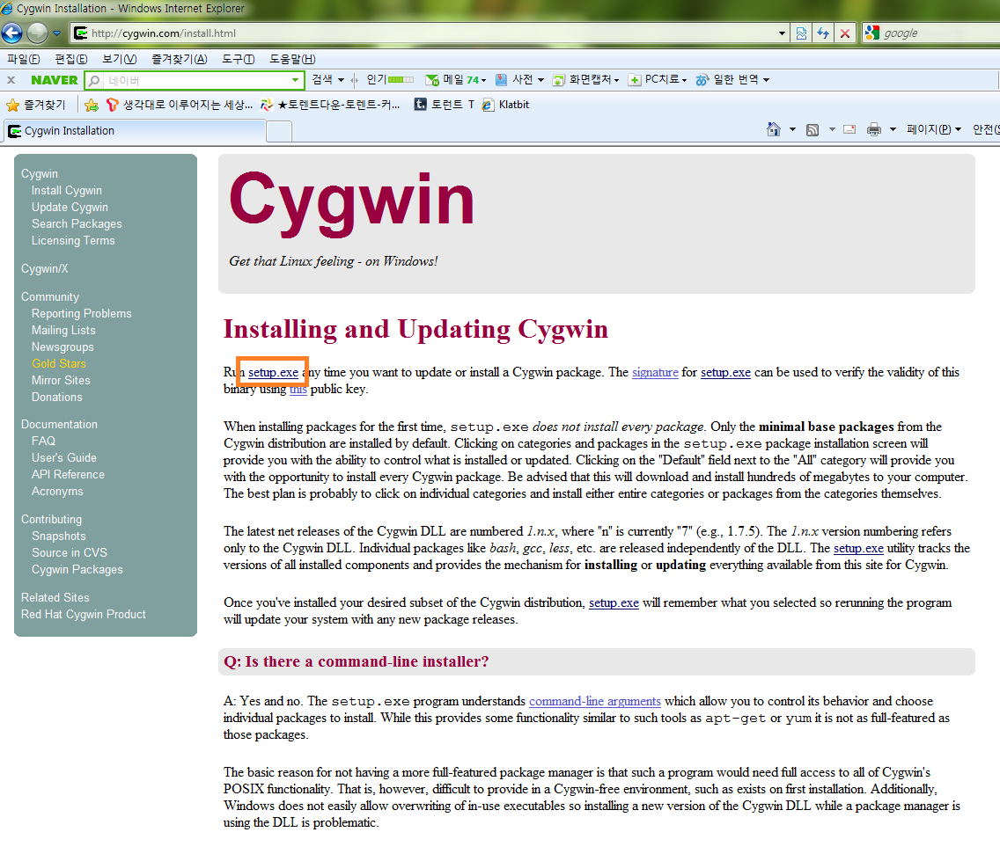 Cygwin Installation - Windows Internet Explorer
http://cygwin.com/install.html
google
파일(F) 편집(E) 보기(V) 즐겨찾기(A) 도구(T) 도움말(H)
NAVER 네이버 검색 인기 메일 74 사전 화면캡처 PC치료 일한 번역
즐겨찾기 생각대로 이루어지는 세상... ★토렌트다운-토렌트-커... 토런트 T Klatbit
Cygwin Installation 페이지(P) 안전(S
Cygwin
Install Cygwin
Update Cygwin
Search Packages
Licensing Terms
Cygwin/X
Community
Reporting Problems
Mailing Lists
Newsgroups
Gold Stars
Mirror Sites
Donations
Documentation
FAQ
User's Guide
API Reference
Acronyms
Contributing
Snapshots
Source in CVS
Cygwin Packages
Related Sites
Red Hat Cygwin Product
Cygwin
Get that Linux feeling - on Windows!
Installing and Updating Cygwin
Run setup.exe any time you want to update or install a Cygwin package. The signature for setup.exe can be used to verify the validity of this
binary using this public key.
When installing packages for the first time, setup.exe does not install every package. Only the minimal base packages from the
Cygwin distribution are installed by default. Clicking on categories and packages in the setup.exe package installation screen will
provide you with the ability to control what is installed or updated. Clicking on the "Default" field next to the "All" category will provide you
with the opportunity to install every Cygwin package. Be advised that this will download and install hundreds of megabytes to your computer.
The best plan is probably to click on individual categories and install either entire categories or packages from the categories themselves.
The latest net releases of the Cygwin DLL are numbered 1.n.x, where "n" is currently "7" (e.g., 1.7.5). The 1.n.x version numbering refers
only to the Cygwin DLL. Individual packages like bash, gcc, less, etc. are released independently of the DLL. The setup.exe utility tracks the
versions of all installed components and provides the mechanism for installing or updating everything available from this site for Cygwin.
Once you've installed your desired subset of the Cygwin distribution, setup.exe will remember what you selected so rerunning the program
will update your system with any new package releases.
Q: Is there a command-line installer?
A: Yes and no. The setup.exe program understands command-line arguments which allow you to control its behavior and choose
individual packages to install. While this provides some functionality similar to such tools as apt-get or yum it is not as full-featured as
those packages.
The basic reason for not having a more full-featured package manager is that such a program would need full access to all of Cygwin's
POSIX functionality. That is, however, difficult to provide in a Cygwin-free environment, such as exists on first installation. Additionally,
Windows does not easily allow overwriting of in-use executables so installing a new version of the Cygwin DLL while a package manager is
using the DLL is problematic.